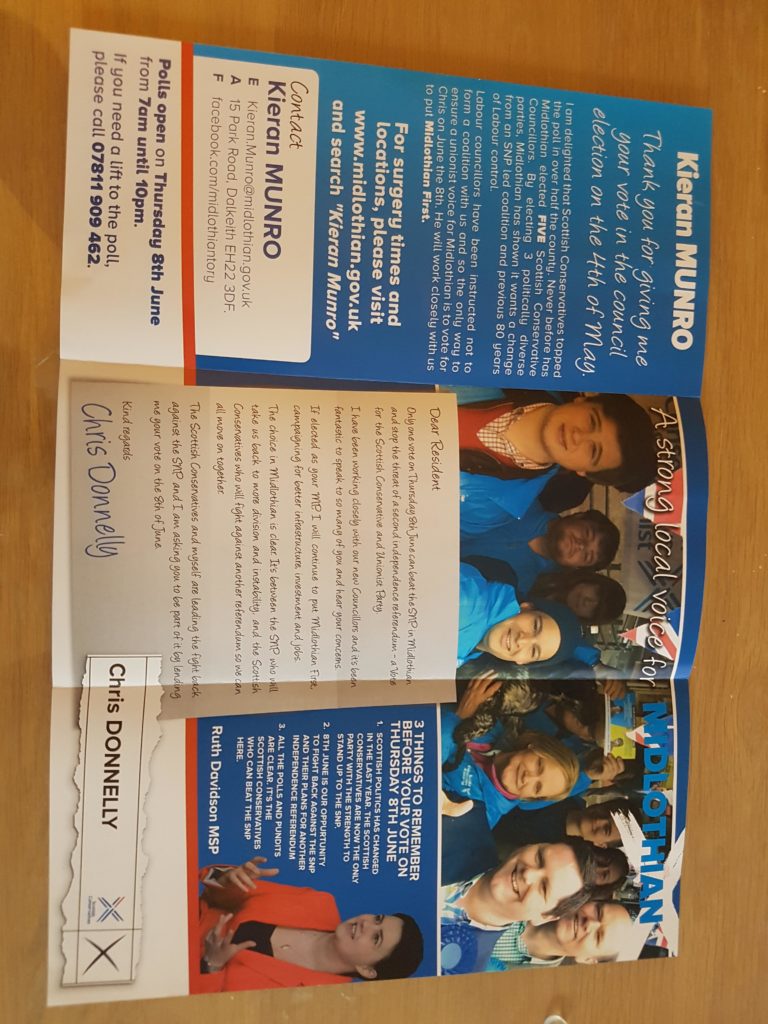 Kieran MUNRO
Thank you for giving me
your vote in the council
election on the 4th of May.
I am delighted that Scottish Conservatives topped
the poll in over half the county. Never before has
Midlothian elected FIVE Scottish Conservative
Councillors. By electing 3 politically diverse
parties, Midlothian has shown it wants a change
from an SNP led coalition and previous 80 years
of Labour control.
Labour councillors have been instructed not to
form a coalition with us and so the only way to
ensure a unionist voice for Midlothian is to vote for
Chris on June the 8th. He will work closely with us
to put Midlothian First.
For surgery times and
locations, please visit
www.midlothian.gov.uk
and search "Kieran Munro"
Contact
Kieran MUNRO
E Kieran.Munro@midlothian.gov.uk
A 15 Park Road, Dalkeith EH22 3DF.
F facebook.com/midlothiantory
Polls open on Thursday 8th June
from 7am until 10pm.
If you need a lift to the poll,
please call 07811 909 462.
A strong local voice for MIDLOTHIAN
Dear Resident
Only one vote on Thursday 8th June can beat the SNP in Midlothian
and stop the threat of a second independence referendum - a Vote
for the Scottish Conservative and Unionist Party.
I have been working closely with our new Councillors and it's been
fantastic to speak to so many of you and hear your concerns.
If elected as your MP I will continue to put Midlothian First,
campaigning for better infrastructure, investment and jobs.
The choice in Midlothian is clear. It's between the SNP who will
take us back to more division and instability, and the Scottish
Conservatives who will fight against another referendum so we can
all move on together.
The Scottish Conservatives and myself are leading the fight back
against the SNP and I am asking you to be part of it by lending
me your vote on the 8th of June.
Kind regards
Chris Donnelly
3 THINGS TO REMEMBER
BEFORE YOUR VOTE ON
THURSDAY 8TH JUNE
1. SCOTTISH POLITICS HAS CHANGED
IN THE LAST YEAR. THE SCOTTISH
CONSERVATIVES ARE NOW THE ONLY
PARTY WITH THE STRENGTH TO
STAND UP TO THE SNP.
2. 8TH JUNE IS OUR OPPURTUNITY
TO FIGHT BACK AGAINST THE SNP
AND THEIR PLANS FOR ANOTHER
INDEPENDENCE REFERENDUM
3. ALL THE POLLS AND PUNDITS
ARE CLEAR. IT'S THE
SCOTTISH CONSERVATIVES
WHO CAN BEAT THE SNP
HERE.
Ruth Davidson MSP
Chris DONNELLY